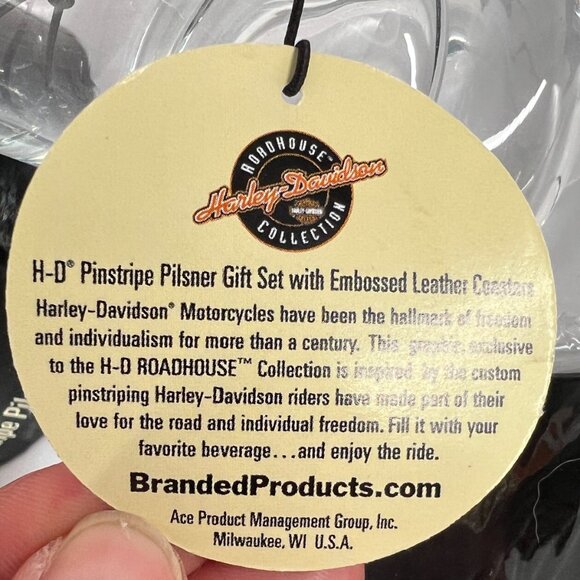 ROADHOUSE™
Harley-Davidson
HARLEY-DAVIDSON
COLLECTION
H-D® Pinstripe Pilsner Gift Set with Embossed Leather Coasters
Harley-Davidson® Motorcycles have been the hallmark of freedom
and individualism for more than a century. This graphic, exclusive
to the H-D ROADHOUSE™ Collection is inspired by the custom
pinstriping Harley-Davidson riders have made part of their
love for the road and individual freedom. Fill it with your
favorite beverage...and enjoy the ride.
BrandedProducts.com
Ace Product Management Group, Inc.
Milwaukee, WI U.S.A.